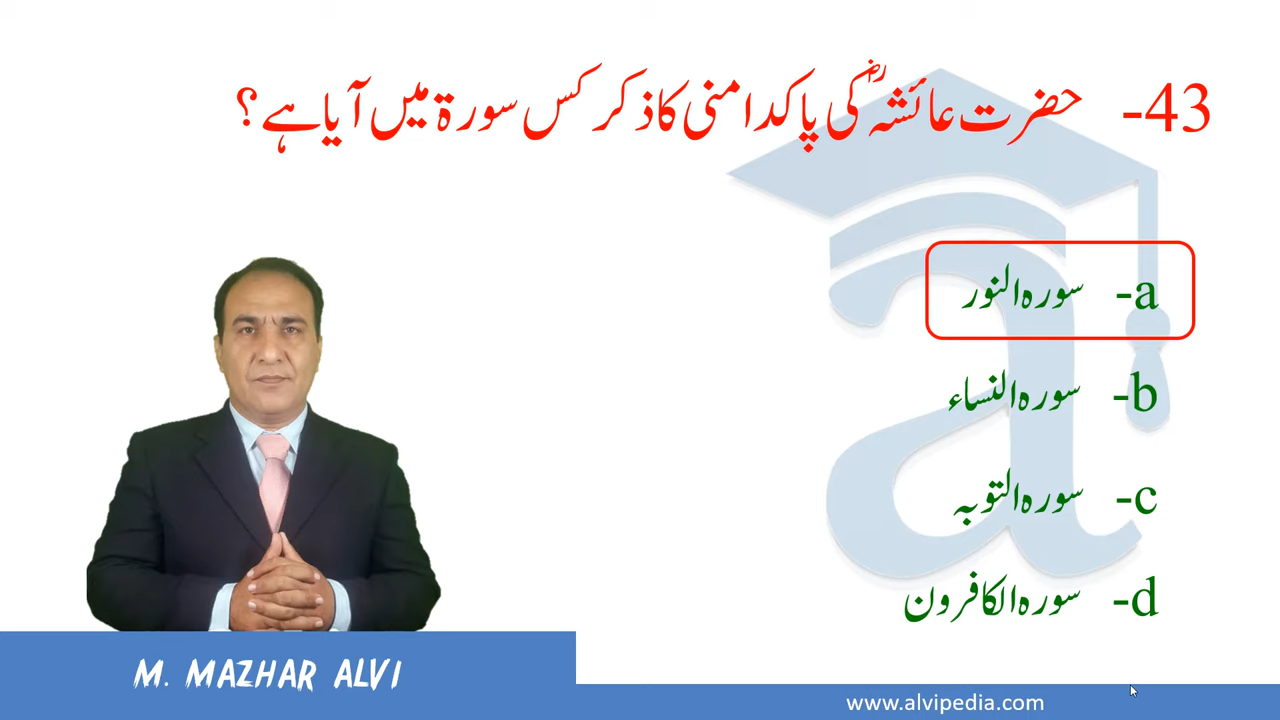 43- حضرت عائشہؓ کی پاکدامنی کا ذکر کس سورۃ میں آیا ہے؟
a- سورہ النور
b- سورہ النساء
c- سورہ التوبہ
d- سورہ الکافرون
M. MAZHAR ALVI
www.alvipedia.com